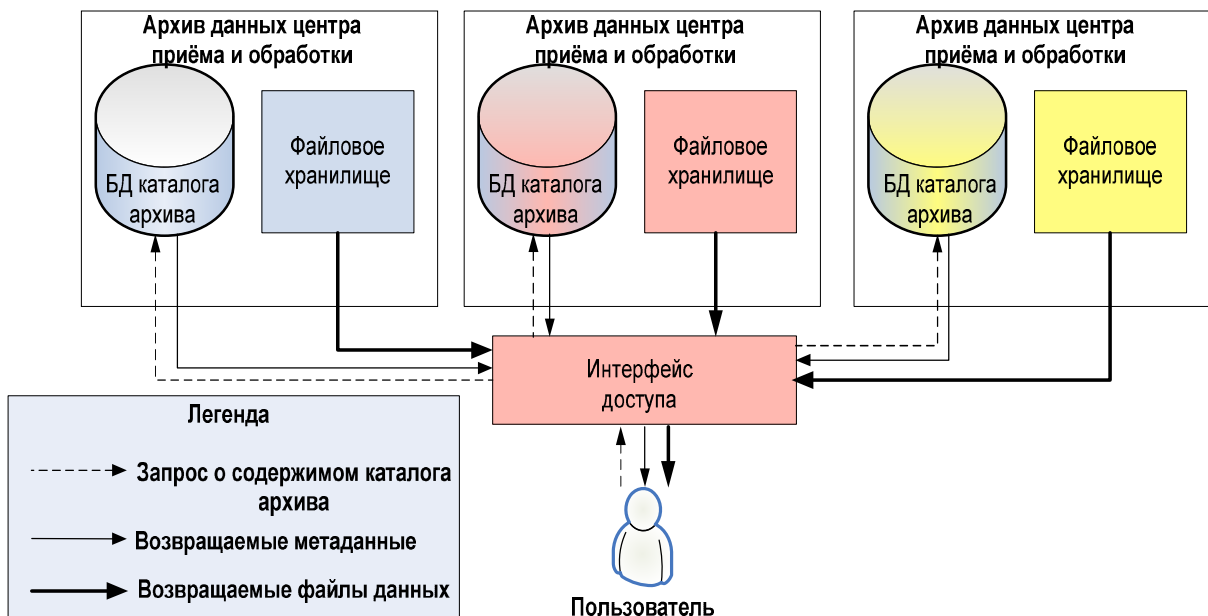 Архив данных центра
приёма и обработки
БД каталога
архива
Файловое
хранилище
Архив данных центра
приёма и обработки
БД каталога
архива
Файловое
хранилище
Архив данных центра
приёма и обработки
БД каталога
архива
Файловое
хранилище
Интерфейс
доступа
Легенда
Запрос о содержимом каталога
архива
Возвращаемые метаданные
Возвращаемые файлы данных
Пользователь